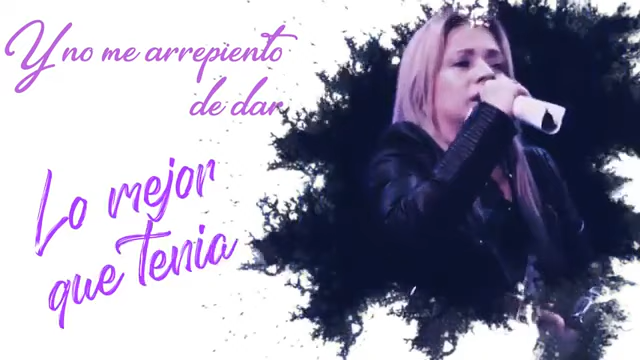 Y no me arrepiento
de dar
Lo mejor
que tenia